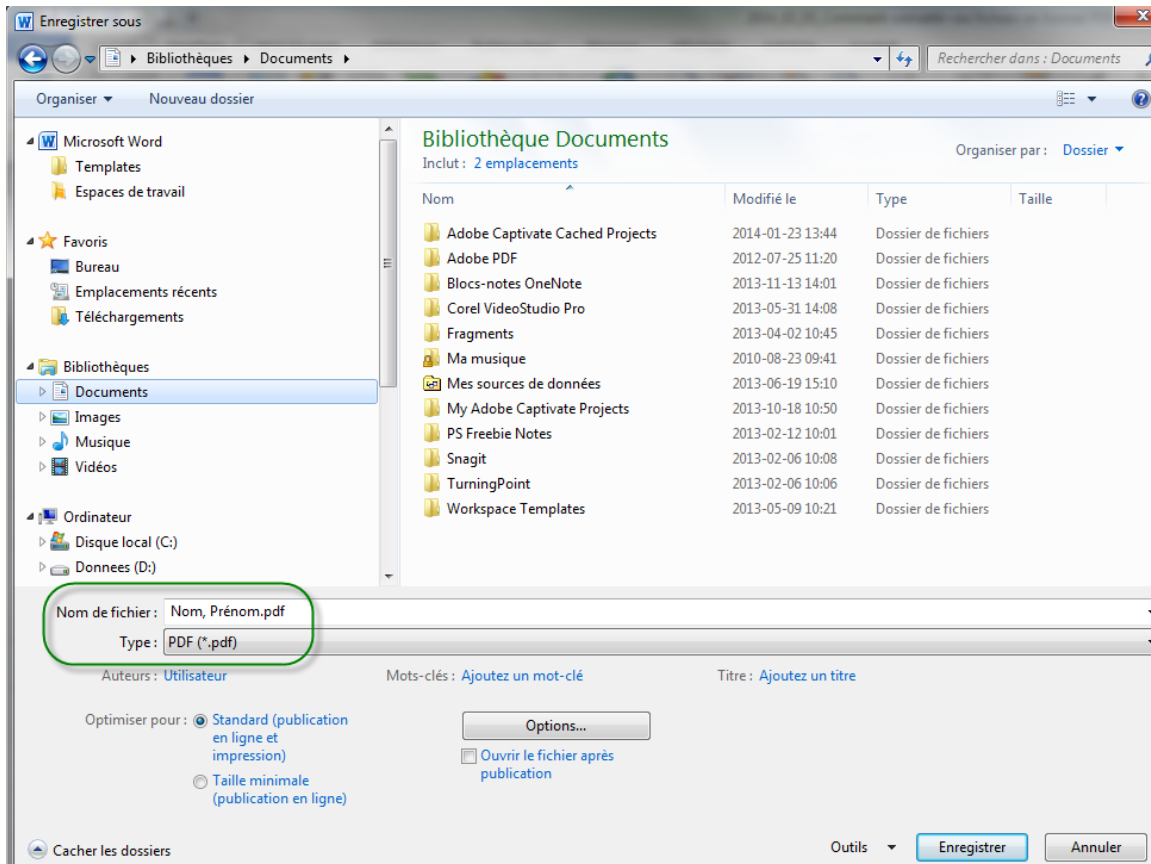 Enregistrer sous
Bibliothèques Documents
Rechercher dans : Documents
Organiser Nouveau dossier
Microsoft Word
Templates
Espaces de travail
Favoris
Bureau
Emplacements récents
Téléchargements
Bibliothèques
Documents
Images
Musique
Vidéos
Ordinateur
Disque local (C:)
Donnees (D:)
Bibliothèque Documents
Inclut : 2 emplacements
Organiser par : Dossier
Nom Modifié le Type Taille
Adobe Captivate Cached Projects 2014-01-23 13:44 Dossier de fichiers
Adobe PDF 2012-07-25 11:20 Dossier de fichiers
Blocs-notes OneNote 2013-11-13 14:01 Dossier de fichiers
Corel VideoStudio Pro 2013-05-31 14:08 Dossier de fichiers
Fragments 2013-04-02 10:45 Dossier de fichiers
Ma musique 2010-08-23 09:41 Dossier de fichiers
Mes sources de données 2013-06-19 15:10 Dossier de fichiers
My Adobe Captivate Projects 2013-10-18 10:50 Dossier de fichiers
PS Freebie Notes 2013-02-12 10:01 Dossier de fichiers
Snagit 2013-02-06 10:08 Dossier de fichiers
TurningPoint 2013-02-06 10:06 Dossier de fichiers
Workspace Templates 2013-05-09 10:21 Dossier de fichiers
Nom de fichier : Nom, Prénom.pdf
Type : PDF (*.pdf)
Auteurs : Utilisateur Mots-clés : Ajoutez un mot-clé Titre : Ajoutez un titre
Optimiser pour : Standard (publication
en ligne et
impression)
Taille minimale
(publication en ligne)
Options...
Ouvrir le fichier après
publication
Cacher les dossiers
Outils Enregistrer Annuler